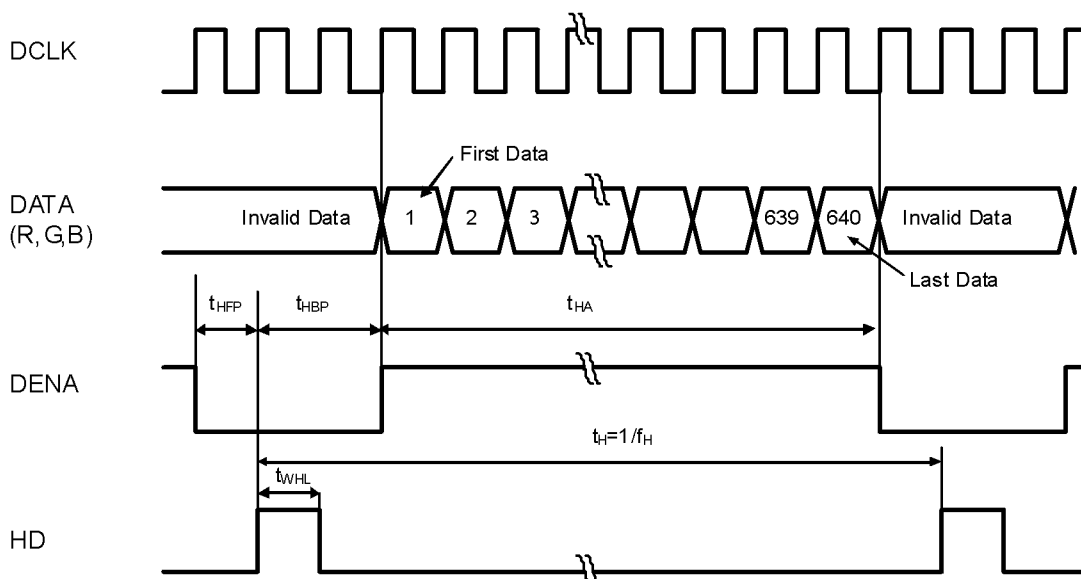 DCLK
First Data
DATA
(R, G,B)
Invalid Data
1
2
3
639
640
Invalid Data
Last Data
tHFP
tHBP
tHA
DENA
tH=1/fH
tWHL
HD